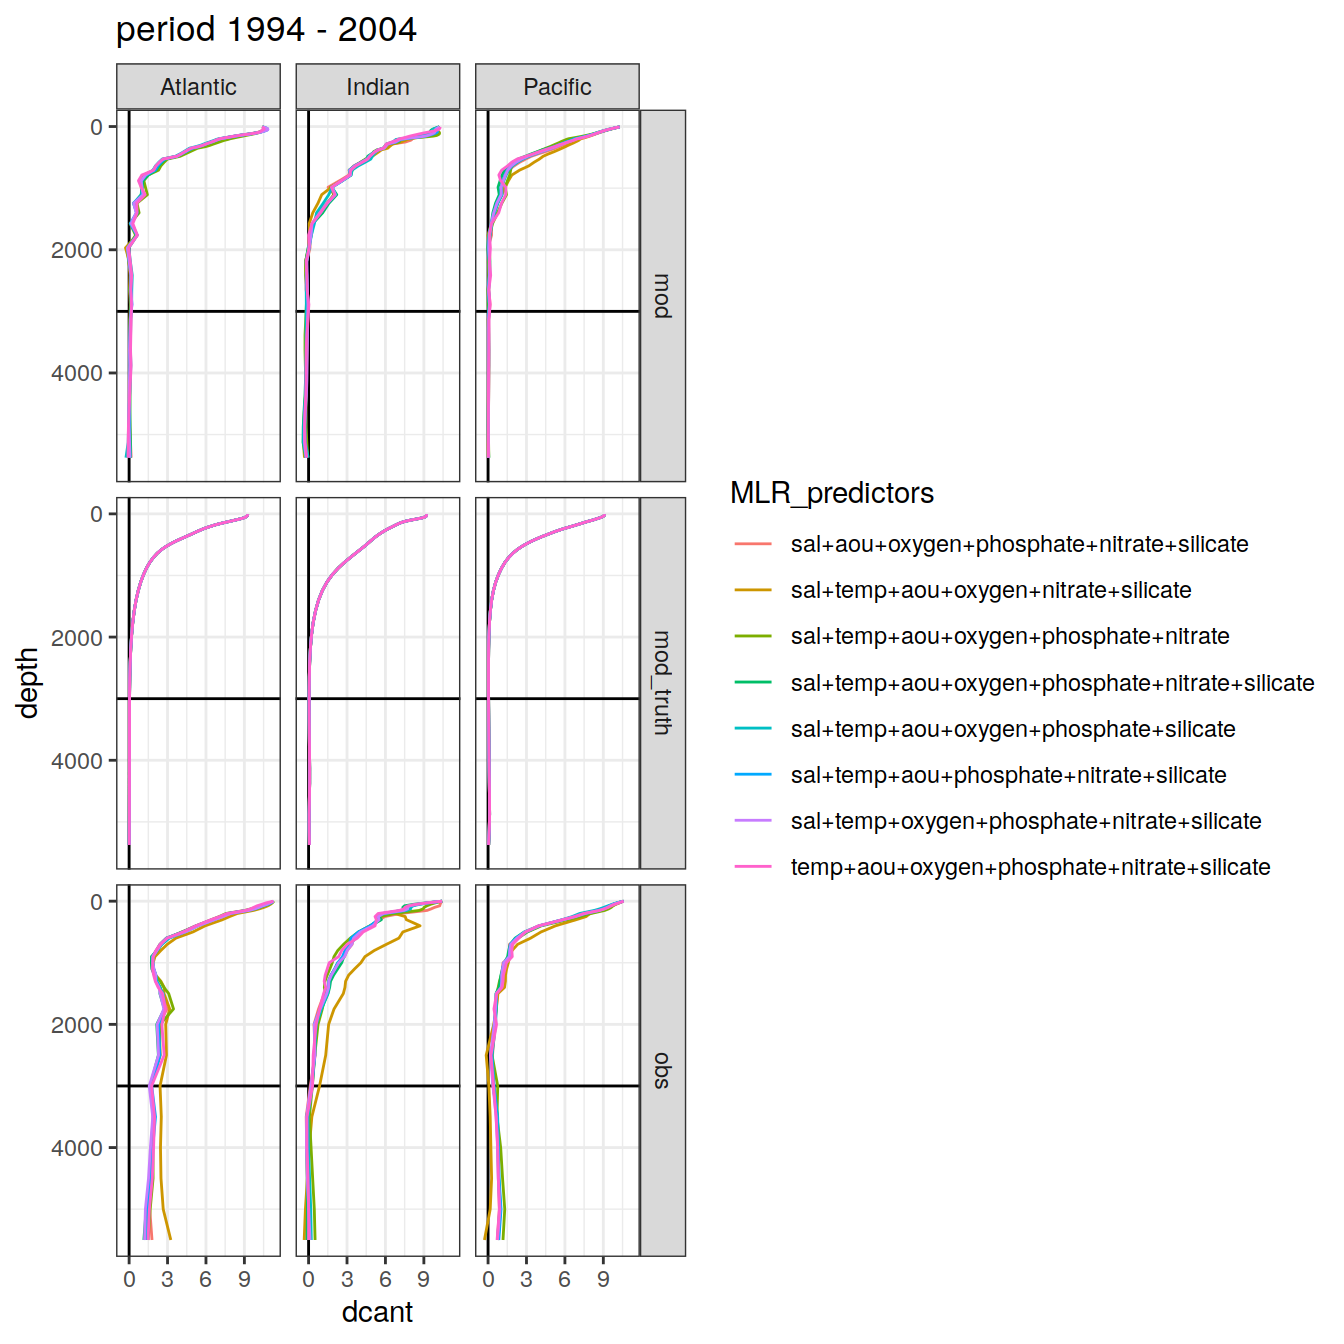 period 1994 - 2004
Atlantic
Indian
Pacific
0
2000
4000
mod
0
2000
4000
mod_truth
0
2000
4000
obs
depth
0 3 6 9
0 3 6 9
0 3 6 9
dcant
MLR_predictors
sal+aou+oxygen+phosphate+nitrate+silicate
sal+temp+aou+oxygen+nitrate+silicate
sal+temp+aou+oxygen+phosphate+nitrate
sal+temp+aou+oxygen+phosphate+nitrate+silicate
sal+temp+aou+oxygen+phosphate+silicate
sal+temp+aou+phosphate+nitrate+silicate
sal+temp+oxygen+phosphate+nitrate+silicate
temp+aou+oxygen+phosphate+nitrate+silicate